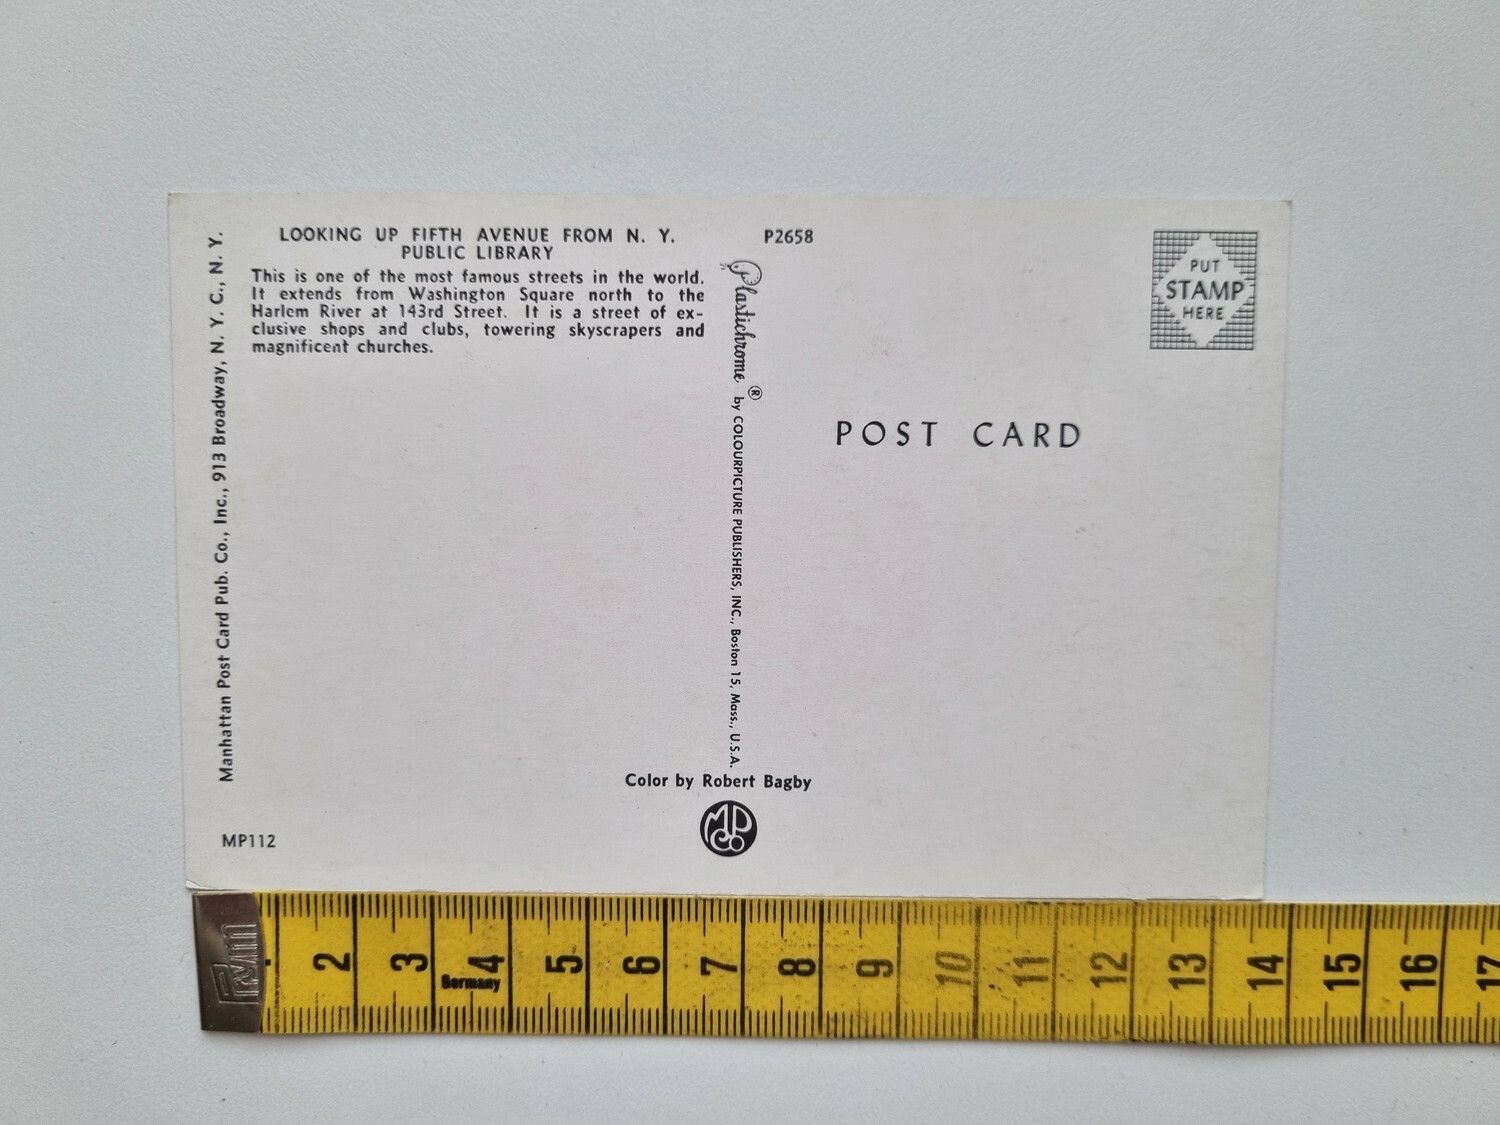 LOOKING UP FIFTH AVENUE FROM N. Y.
PUBLIC LIBRARY
This is one of the most famous streets in the world.
It extends from Washington Square north to the
Harlem River at 143rd Street. It is a street of ex-
clusive shops and clubs, towering skyscrapers and
magnificent churches.
P2658
PUT
STAMP
HERE
POST CARD
Manhattan Post Card Pub. Co., Inc., 913 Broadway, N. Y. C., N. Y.
Plastichrome ® by COLOURPICTURE PUBLISHERS, INC., Boston 15, Mass., U.S.A.
Color by Robert Bagby
MPCo
MP112
Prym
2 3 4 5 6 7 8 9 10 11 12 13 14 15 16 17
Germany